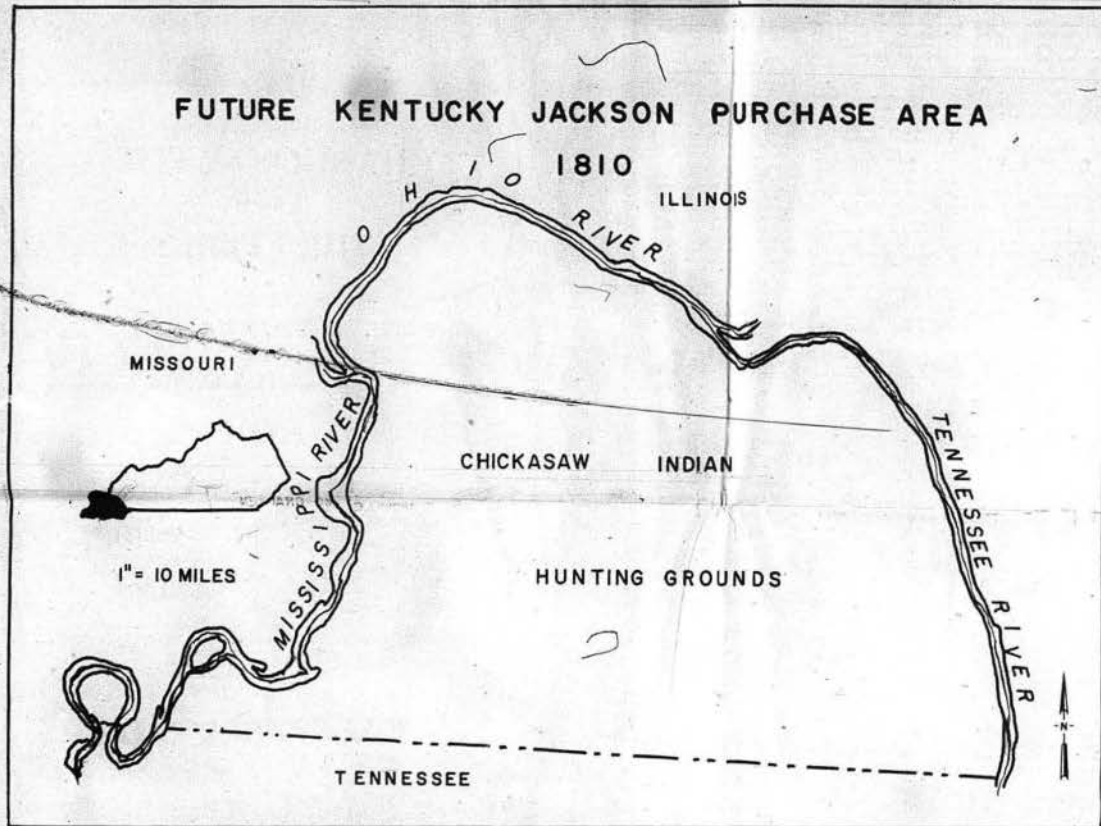 FUTURE KENTUCKY JACKSON PURCHASE AREA
1810
OHIO RIVER
ILLINOIS
MISSOURI
MISSISSIPPI RIVER
TENNESSEE RIVER
CHICKASAW INDIAN
1" = 10 MILES
HUNTING GROUNDS
-N-
TENNESSEE